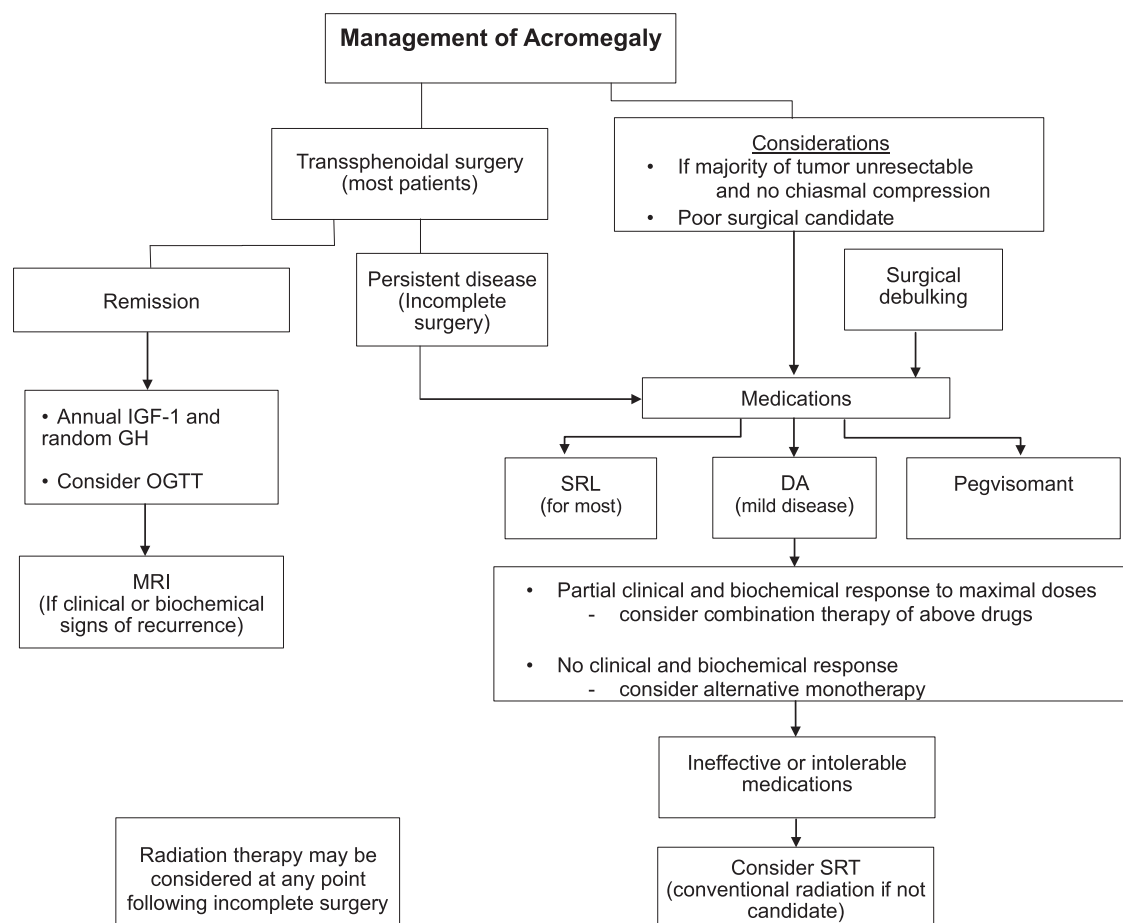 Management of Acromegaly
Transsphenoidal surgery
(most patients)
Considerations
• If majority of tumor unresectable
and no chiasmal compression
• Poor surgical candidate
Remission
Persistent disease
(Incomplete
surgery)
Surgical
debulking
• Annual IGF-1 and
random GH
• Consider OGTT
Medications
SRL
(for most)
DA
(mild disease)
Pegvisomant
MRI
(If clinical or biochemical
signs of recurrence)
• Partial clinical and biochemical response to maximal doses
- consider combination therapy of above drugs
• No clinical and biochemical response
- consider alternative monotherapy
Ineffective or intolerable
medications
Radiation therapy may be
considered at any point
following incomplete surgery
Consider SRT
(conventional radiation if not
candidate)